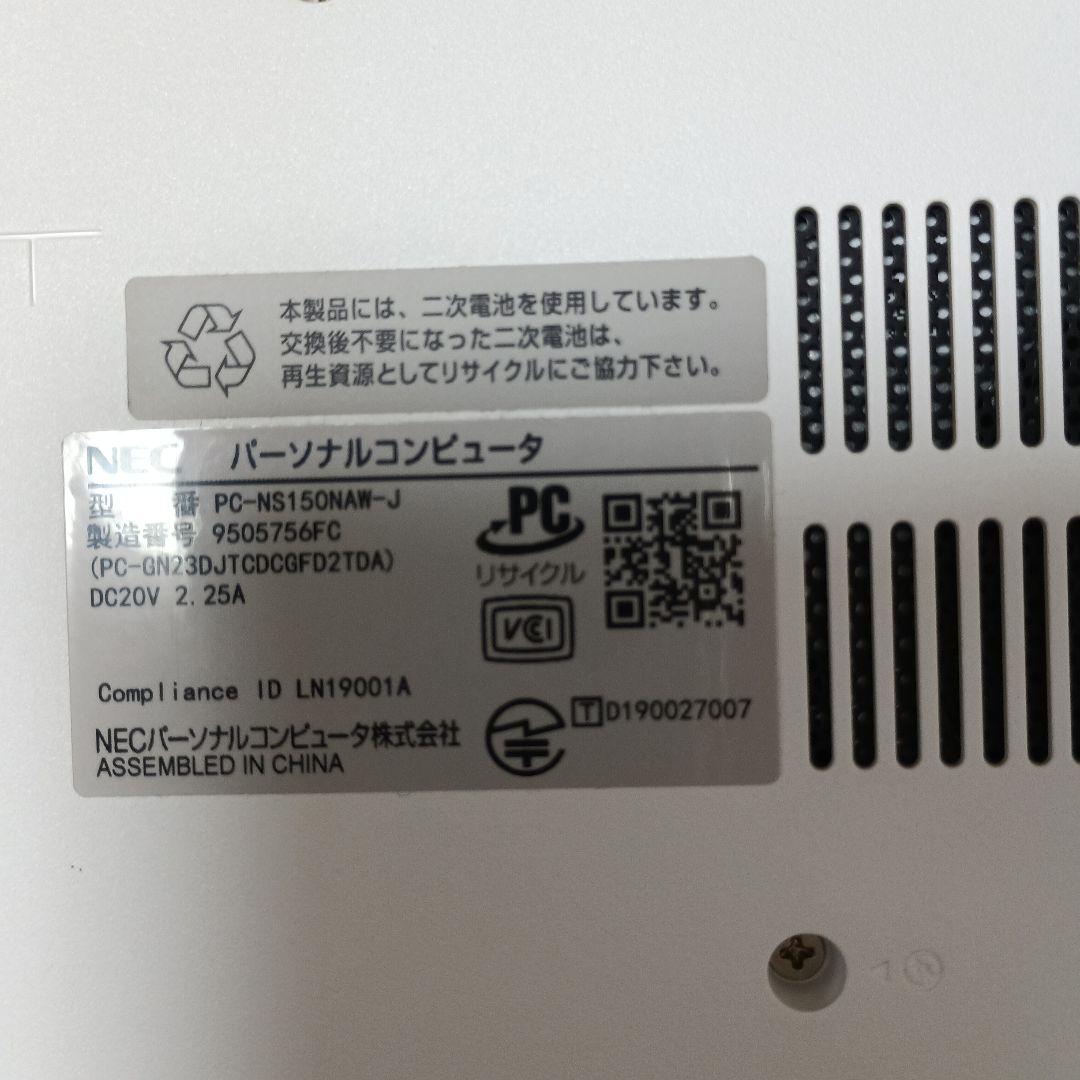 本製品には、二次電池を使用しています。
交換後不要になった二次電池は、
再生資源としてリサイクルにご協力下さい。
NEC パーソナルコンピュータ
型 番 PC-NS150NAW-J
製造番号 9505756FC
(PC-GN23DJTCDCGFD2TDA)
DC20V 2.25A
PC
リサイクル
VCCI
Compliance ID LN19001A
T D190027007
NECパーソナルコンピュータ株式会社
ASSEMBLED IN CHINA